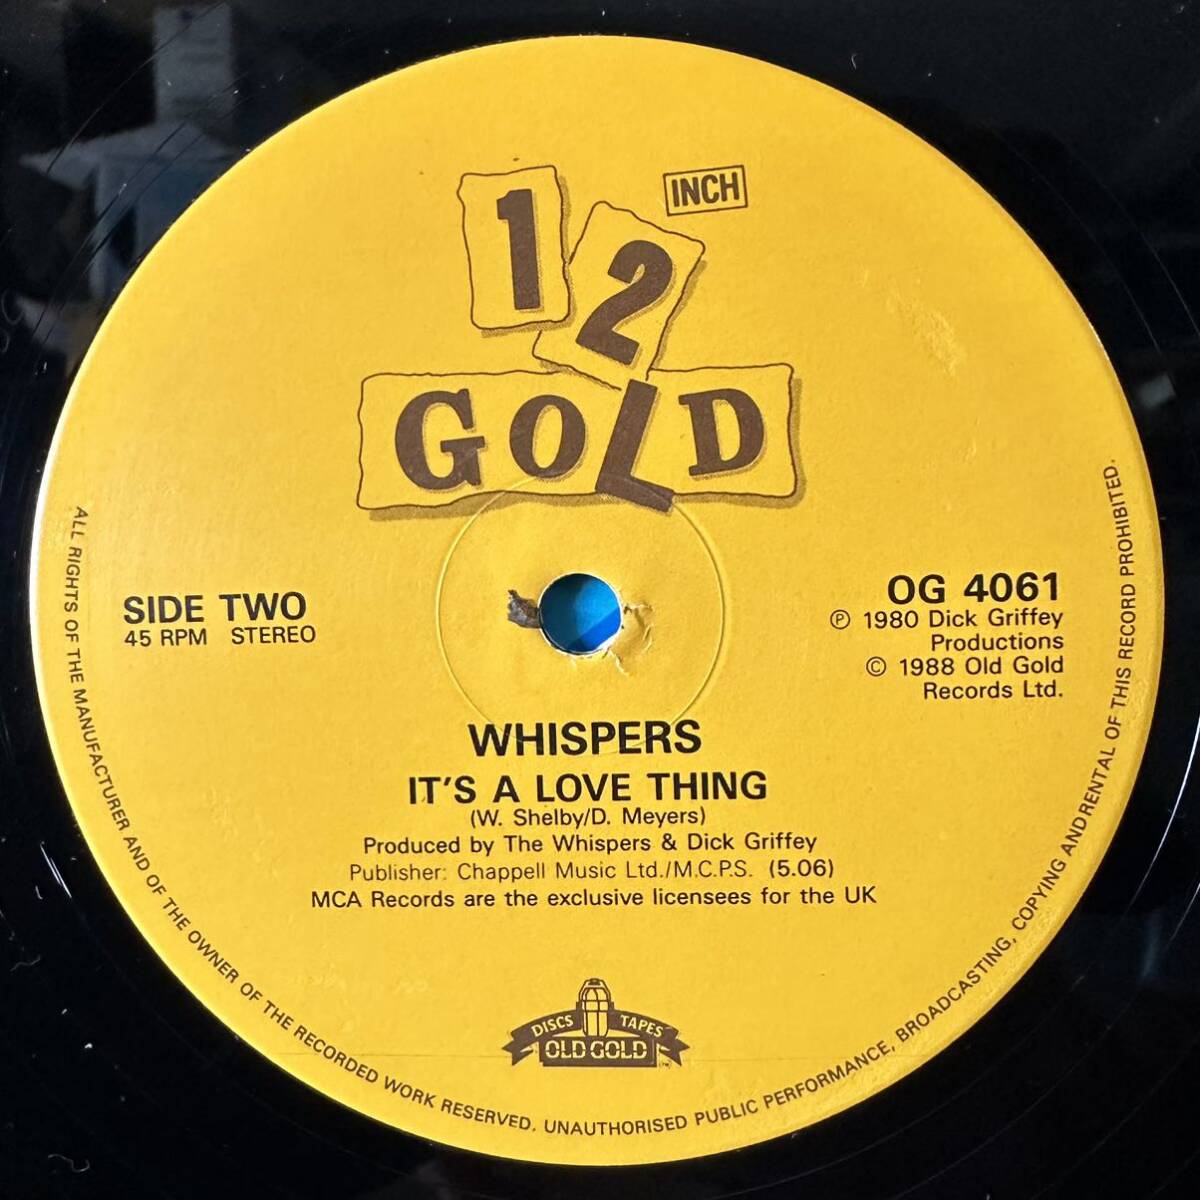 12 INCH
GOLD
SIDE TWO
45 RPM STEREO
OG 4061
℗ 1980 Dick Griffey
Productions
© 1988 Old Gold
Records Ltd.
WHISPERS
IT'S A LOVE THING
(W. Shelby/D. Meyers)
Produced by The Whispers & Dick Griffey
Publisher: Chappell Music Ltd./M.C.P.S. (5.06)
MCA Records are the exclusive licensees for the UK
DISCS TAPES
OLD GOLD
ALL RIGHTS OF THE MANUFACTURER AND OF THE OWNER OF THE RECORDED WORK RESERVED. UNAUTHORISED PUBLIC PERFORMANCE, BROADCASTING, COPYING AND RENTAL OF THIS RECORD PROHIBITED.